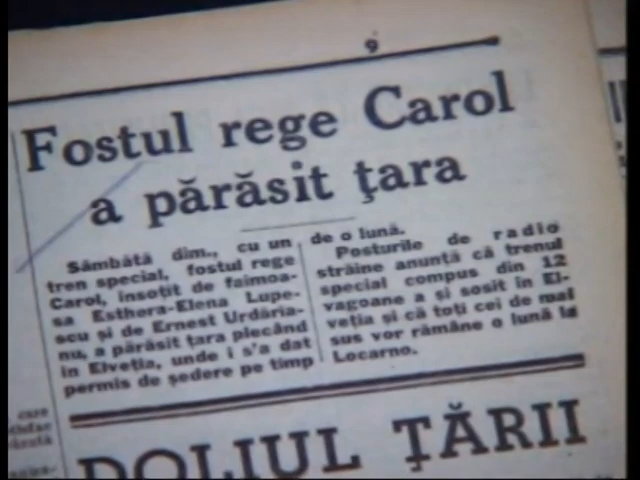 9
Fostul rege Carol
a părăsit ţara
Sâmbătă dim., cu un
tren special, fostul rege
Carol, însoţit de faimoa-
sa Esthora-Elena Lupe-
scu şi de Ernest Urdăria-
nu, a părăsit ţara plecând
în Elveţia, unde i s'a dat
permis de şedere pe timp
de o lună.
Posturile de radio
străine anunţă că trenul
special compus din 12
vagoane a şi sosit în El-
veţia şi că toţi cei de mai
sus vor rămâne o lună la
Locarno.
care
DOLIUL ŢĂRII